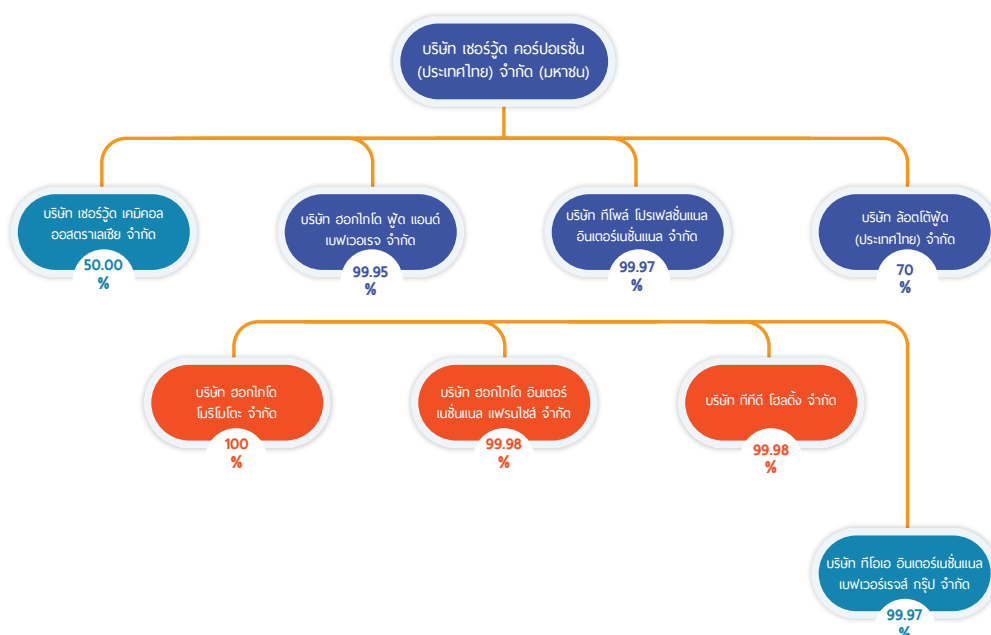 บริษัท เชอร์วู้ด คอร์ปอเรชั่น
(ประเทศไทย) จำกัด (มหาชน)
บริษัท เชอร์วู้ด เคมิคอล
ออสตราเลเซีย จำกัด
50.00
%
บริษัท ฮอกไกโด ฟู้ด แอนด์
เบฟเวอเรจ จำกัด
99.95
%
บริษัท ทีโพล์ โปรเฟสชั่นแนล
อินเตอร์เนชั่นแนล จำกัด
99.97
%
บริษัท ล้อตโต้ฟู้ด
(ประเทศไทย) จำกัด
70
%
บริษัท ฮอกไกโด
โมริโมโตะ จำกัด
100
%
บริษัท ฮอกไกโด อินเตอร์
เนชั่นแนล แฟรนไชส์ จำกัด
99.98
%
บริษัท ทีทีดี โฮลดิ้ง จำกัด
99.98
%
บริษัท ทีโอเอ อินเตอร์เนชั่นแนล
เบฟเวอร์เรจส์ กรุ๊ป จำกัด
99.97
%